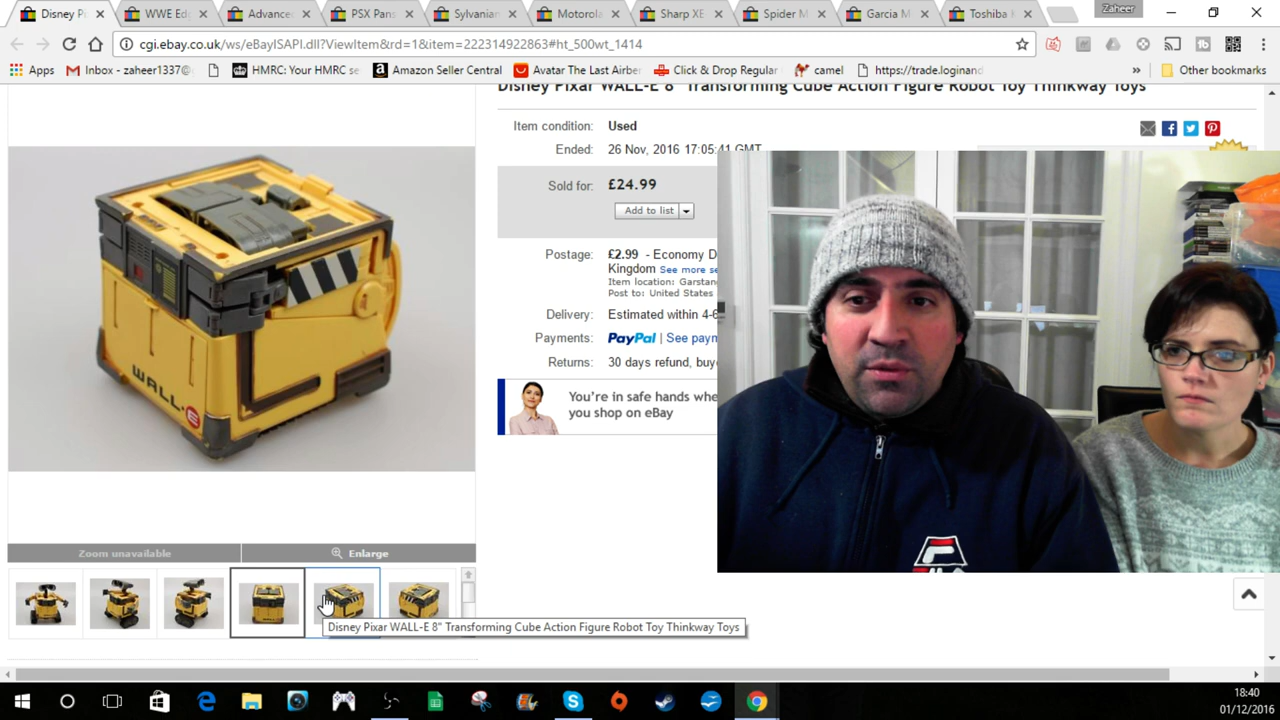 Disney Pi
WWE Ed
Advance
PSX Pan
Sylvanian
Motorola
Sharp XE
Spider M
Garcia M
Toshiba
Zaheer
cgi.ebay.co.uk/ws/eBayISAPI.dll?ViewItem&rd=1&item=222314922863#ht_500wt_1414
Apps
Inbox - zaheer1337@
HMRC: Your HMRC se
Amazon Seller Central
Avatar The Last Airber
Click & Drop Regular
camel
https://trade.loginand
»
Other bookmarks
Disney Pixar WALL-E 8" Transforming Cube Action Figure Robot Toy Thinkway Toys
Item condition: Used
Ended: 26 Nov, 2016 17:05:41 GMT
Sold for: £24.99
Add to list
Postage: £2.99 - Economy D
Kingdom See more se
Item location: Garstan
Post to: United States
Delivery: Estimated within 4-6
Payments: PayPal | See paym
Returns: 30 days refund, buy
You're in safe hands whe
you shop on eBay
WALL·E
FILA
Zoom unavailable
Enlarge
Disney Pixar WALL-E 8" Transforming Cube Action Figure Robot Toy Thinkway Toys
18:40
01/12/2016